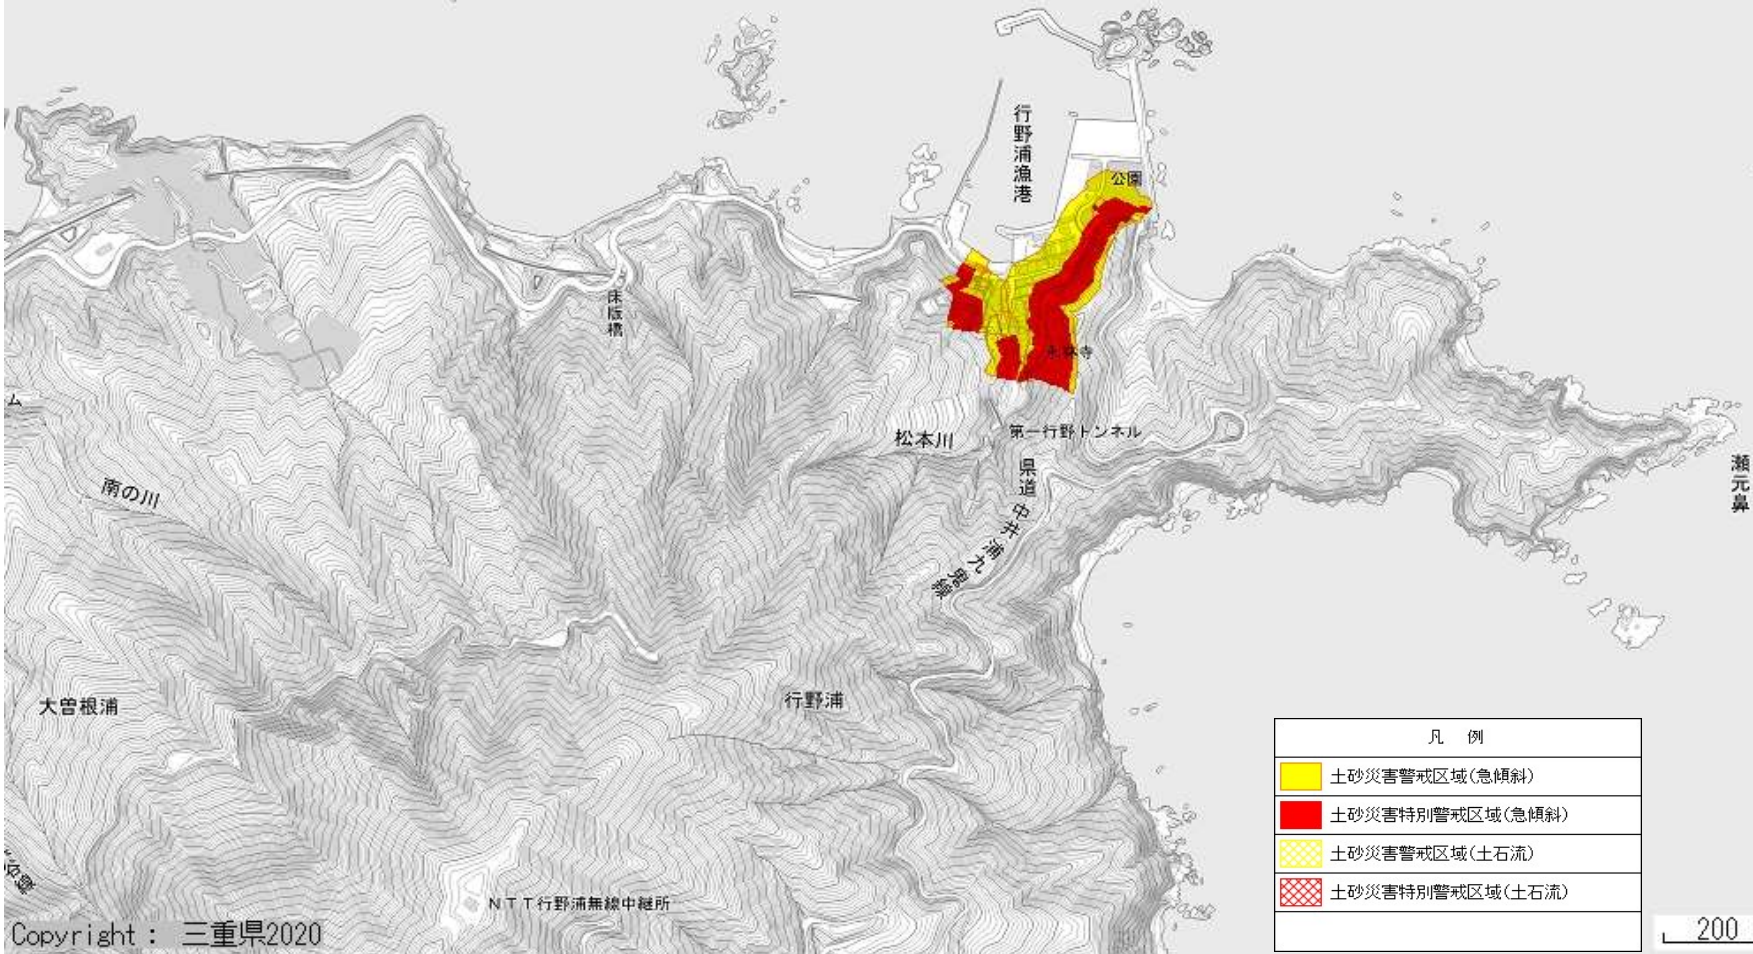 行野浦漁港
公園
床版橋
永林寺
ム
松本川
第一行野トンネル
県道 中井浦九鬼線
瀬元鼻
南の川
大曽根浦
行野浦
NTT行野浦無線中継所
凡 例
土砂災害警戒区域(急傾斜)
土砂災害特別警戒区域(急傾斜)
土砂災害警戒区域(土石流)
土砂災害特別警戒区域(土石流)
Copyright : 三重県2020
200